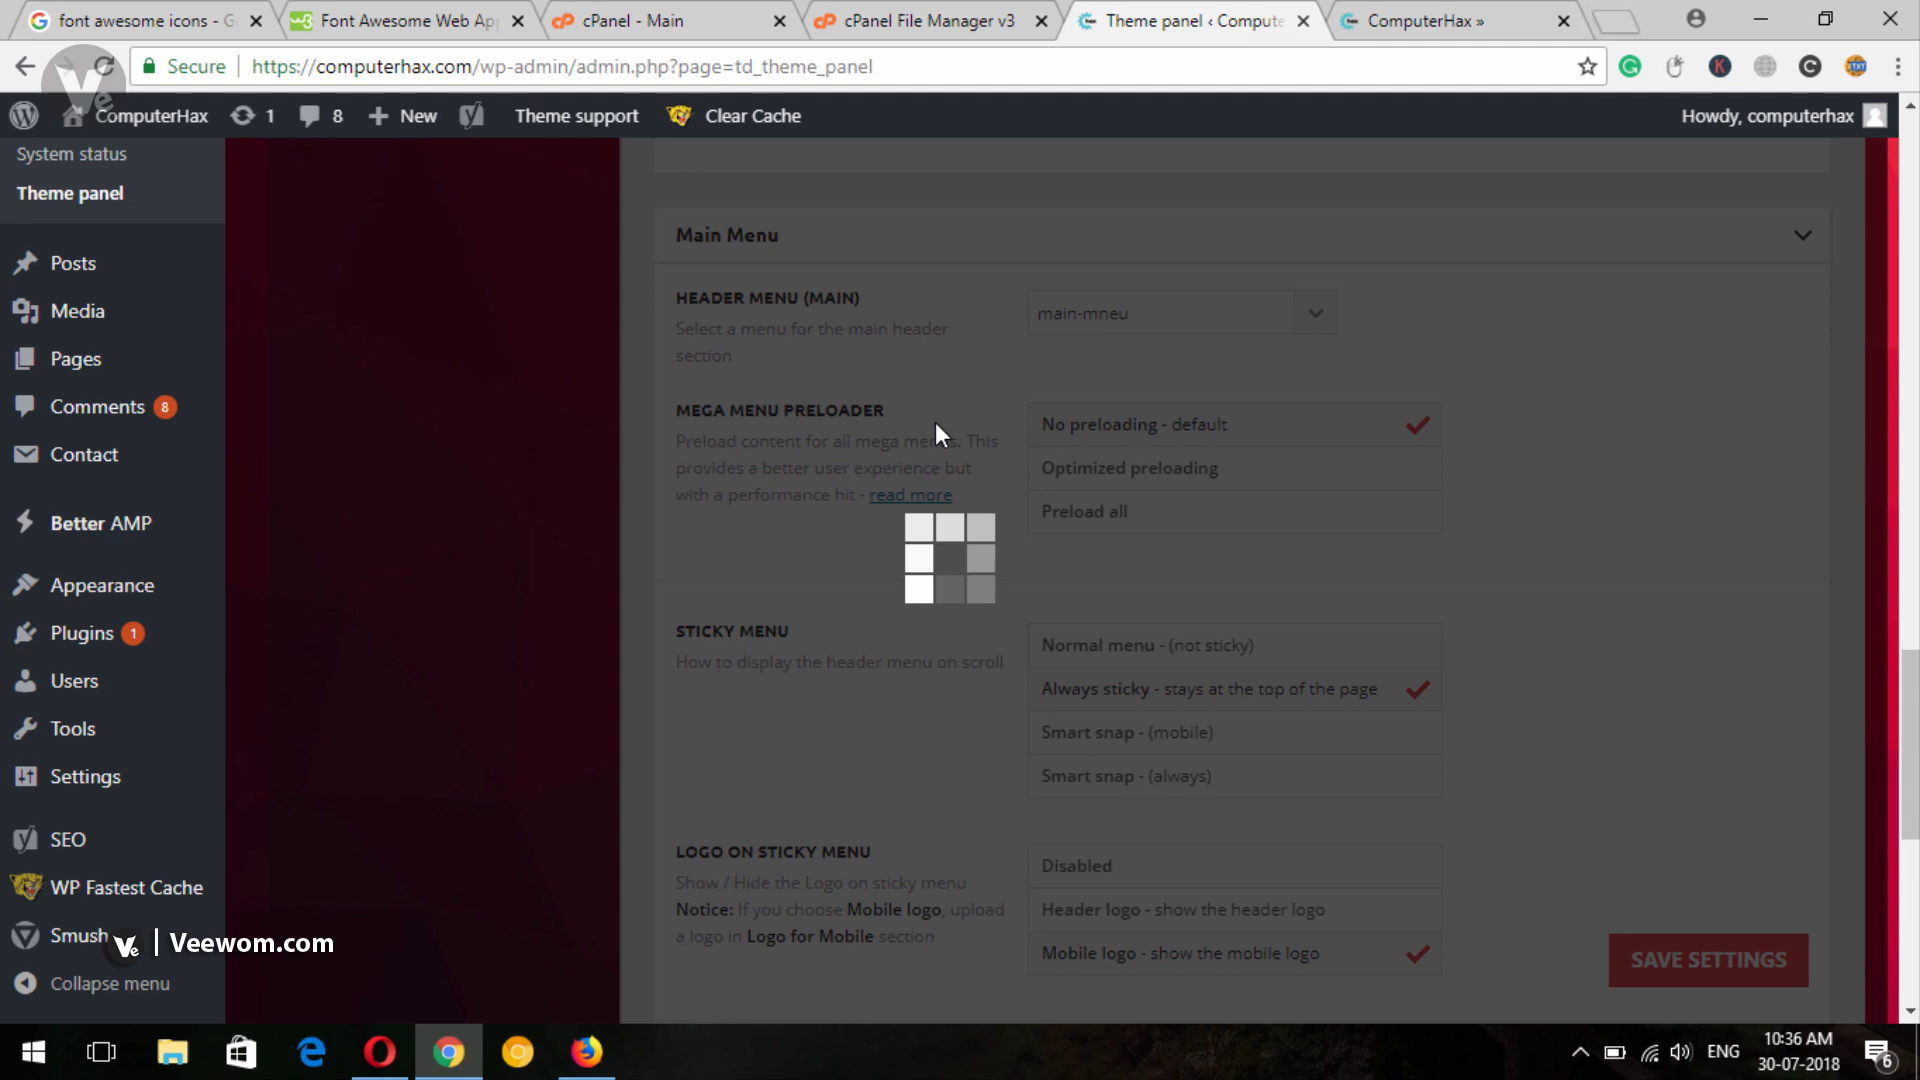 font awesome icons - G
Font Awesome Web App
cPanel - Main
cPanel File Manager v3
Theme panel ‹ Compute
ComputerHax »
Secure
https://computerhax.com/wp-admin/admin.php?page=td_theme_panel
Ve
ComputerHax
1
8
New
Theme support
Clear Cache
Howdy, computerhax
System status
Theme panel
Posts
Media
Pages
Comments 8
Contact
Better AMP
Appearance
Plugins 1
Users
Tools
Settings
SEO
WP Fastest Cache
Smush
Collapse menu
Main Menu
HEADER MENU (MAIN)
Select a menu for the main header
section
main-mneu
MEGA MENU PRELOADER
Preload content for all mega menus. This
provides a better user experience but
with a performance hit - read more
No preloading - default
Optimized preloading
Preload all
STICKY MENU
How to display the header menu on scroll
Normal menu - (not sticky)
Always sticky - stays at the top of the page
Smart snap - (mobile)
Smart snap - (always)
LOGO ON STICKY MENU
Show / Hide the Logo on sticky menu
Notice: If you choose Mobile logo, upload
a logo in Logo for Mobile section
Disabled
Header logo - show the header logo
Mobile logo - show the mobile logo
SAVE SETTINGS
Ve | Veewom.com
ENG
10:36 AM
30-07-2018
6